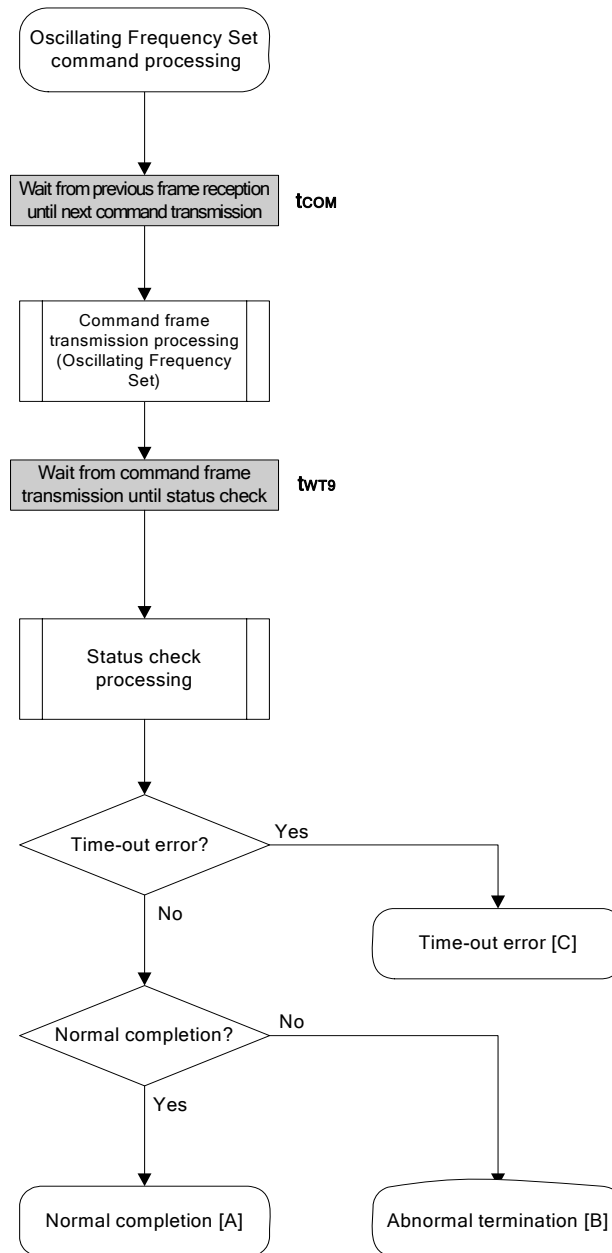 Oscillating Frequency Set
command processing
Wait from previous frame reception
until next command transmission
tCOM
Command frame
transmission processing
(Oscillating Frequency
Set)
Wait from command frame
transmission until status check
tWT9
Status check
processing
Time-out error?
Yes
No
Time-out error [C]
Normal completion?
No
Yes
Normal completion [A]
Abnormal termination [B]